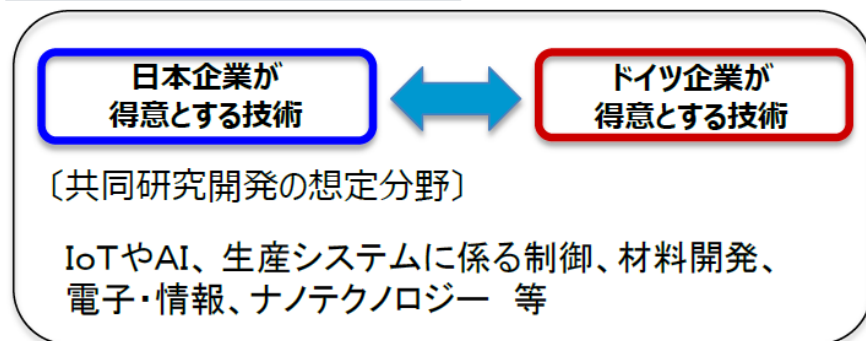 日本企業が
得意とする技術
ドイツ企業が
得意とする技術
〔共同研究開発の想定分野〕
IoTやAI、生産システムに係る制御、材料開発、
電子・情報、ナノテクノロジー 等